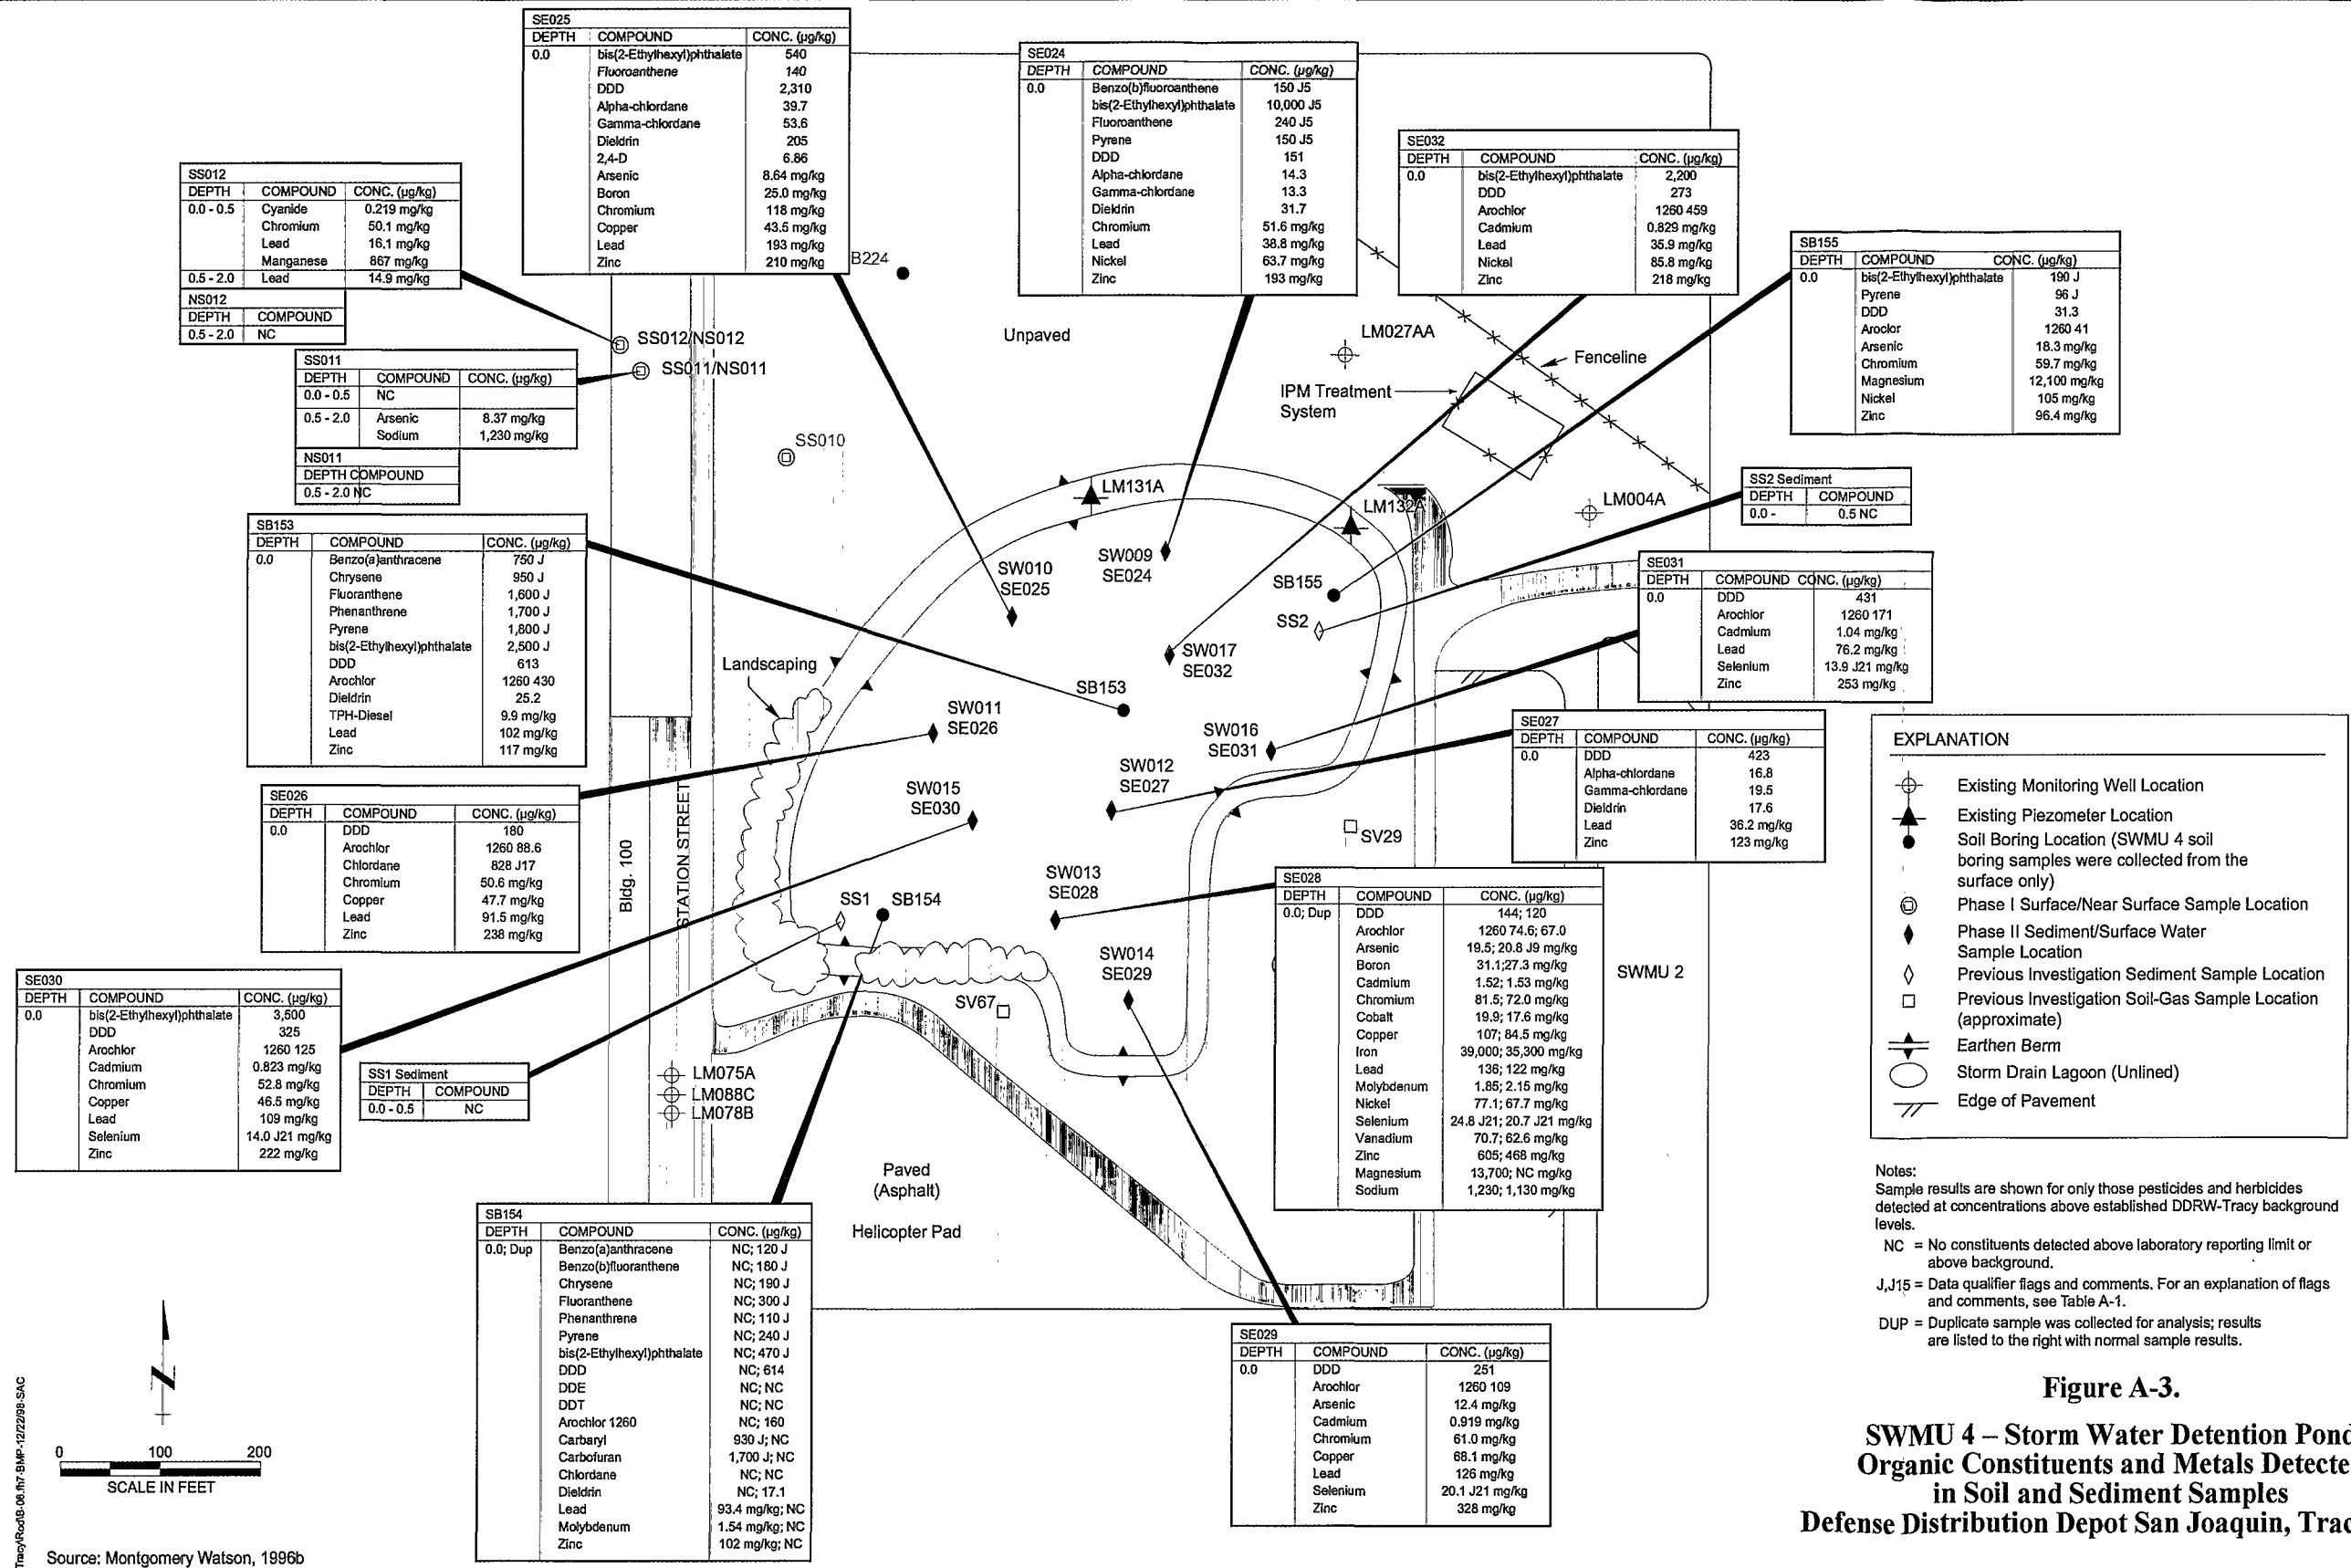 SE025
DEPTH COMPOUND CONC. (µg/kg)
0.0 bis(2-Ethylhexyl)phthalate 540
Fluoroanthene 140
DDD 2,310
Alpha-chlordane 39.7
Gamma-chlordane 53.6
Dieldrin 205
2,4-D 6.86
Arsenic 8.64 mg/kg
Boron 25.0 mg/kg
Chromium 118 mg/kg
Copper 43.5 mg/kg
Lead 193 mg/kg
Zinc 210 mg/kg
SE024
DEPTH COMPOUND CONC. (µg/kg)
0.0 Benzo(b)fluoroanthene 150 J5
bis(2-Ethylhexyl)phthalate 10,000 J5
Fluoroanthene 240 J5
Pyrene 150 J5
DDD 151
Alpha-chlordane 14.3
Gamma-chlordane 13.3
Dieldrin 31.7
Chromium 51.6 mg/kg
Lead 38.8 mg/kg
Nickel 63.7 mg/kg
Zinc 193 mg/kg
SE032
DEPTH COMPOUND CONC. (µg/kg)
0.0 bis(2-Ethylhexyl)phthalate 2,200
DDD 273
Arochlor 1260 459
Cadmium 0.829 mg/kg
Lead 35.9 mg/kg
Nickel 85.8 mg/kg
Zinc 218 mg/kg
SB155
DEPTH COMPOUND CONC. (µg/kg)
0.0 bis(2-Ethylhexyl)phthalate 190 J
Pyrene 96 J
DDD 31.3
Aroclor 1260 41
Arsenic 18.3 mg/kg
Chromium 59.7 mg/kg
Magnesium 12,100 mg/kg
Nickel 105 mg/kg
Zinc 96.4 mg/kg
SS012
DEPTH COMPOUND CONC. (µg/kg)
0.0 - 0.5 Cyanide 0.219 mg/kg
Chromium 50.1 mg/kg
Lead 16.1 mg/kg
Manganese 867 mg/kg
0.5 - 2.0 Lead 14.9 mg/kg
NS012
DEPTH COMPOUND
0.5 - 2.0 NC
SS011
DEPTH COMPOUND CONC. (µg/kg)
0.0 - 0.5 NC
0.5 - 2.0 Arsenic 8.37 mg/kg
Sodium 1,230 mg/kg
NS011
DEPTH COMPOUND
0.5 - 2.0 NC
SB153
DEPTH COMPOUND CONC. (µg/kg)
0.0 Benzo(a)anthracene 750 J
Chrysene 950 J
Fluoranthene 1,600 J
Phenanthrene 1,700 J
Pyrene 1,800 J
bis(2-Ethylhexyl)phthalate 2,500 J
DDD 613
Arochlor 1260 430
Dieldrin 25.2
TPH-Diesel 9.9 mg/kg
Lead 102 mg/kg
Zinc 117 mg/kg
SE026
DEPTH COMPOUND CONC. (µg/kg)
0.0 DDD 180
Arochlor 1260 88.6
Chlordane 828 J17
Chromium 50.6 mg/kg
Copper 47.7 mg/kg
Lead 91.5 mg/kg
Zinc 238 mg/kg
SE030
DEPTH COMPOUND CONC. (µg/kg)
0.0 bis(2-Ethylhexyl)phthalate 3,500
DDD 325
Arochlor 1260 125
Cadmium 0.823 mg/kg
Chromium 52.8 mg/kg
Copper 46.5 mg/kg
Lead 109 mg/kg
Selenium 14.0 J21 mg/kg
Zinc 222 mg/kg
SS1 Sediment
DEPTH COMPOUND
0.0 - 0.5 NC
SB154
DEPTH COMPOUND CONC. (µg/kg)
0.0; Dup Benzo(a)anthracene NC; 120 J
Benzo(b)fluoranthene NC; 180 J
Chrysene NC; 190 J
Fluoranthene NC; 300 J
Phenanthrene NC; 110 J
Pyrene NC; 240 J
bis(2-Ethylhexyl)phthalate NC; 470 J
DDD NC; 614
DDE NC; NC
DDT NC; NC
Arochlor 1260 NC; 160
Carbaryl 930 J; NC
Carbofuran 1,700 J; NC
Chlordane NC; NC
Dieldrin NC; 17.1
Lead 93.4 mg/kg; NC
Molybdenum 1.54 mg/kg; NC
Zinc 102 mg/kg; NC
SS2 Sediment
DEPTH COMPOUND
0.0 - 0.5 NC
SE031
DEPTH COMPOUND CONC. (µg/kg)
0.0 DDD 431
Arochlor 1260 171
Cadmium 1.04 mg/kg
Lead 76.2 mg/kg
Selenium 13.9 J21 mg/kg
Zinc 253 mg/kg
SE027
DEPTH COMPOUND CONC. (µg/kg)
0.0 DDD 423
Alpha-chlordane 16.8
Gamma-chlordane 19.5
Dieldrin 17.6
Lead 36.2 mg/kg
Zinc 123 mg/kg
SE028
DEPTH COMPOUND CONC. (µg/kg)
0.0; Dup DDD 144; 120
Arochlor 1260 74.6; 67.0
Arsenic 19.5; 20.8 J9 mg/kg
Boron 31.1;27.3 mg/kg
Cadmium 1.52; 1.53 mg/kg
Chromium 81.5; 72.0 mg/kg
Cobalt 19.9; 17.6 mg/kg
Copper 107; 84.5 mg/kg
Iron 39,000; 35,300 mg/kg
Lead 136; 122 mg/kg
Molybdenum 1.85; 2.15 mg/kg
Nickel 77.1; 67.7 mg/kg
Selenium 24.8 J21; 20.7 J21 mg/kg
Vanadium 70.7; 62.6 mg/kg
Zinc 605; 468 mg/kg
Magnesium 13,700; NC mg/kg
Sodium 1,230; 1,130 mg/kg
SE029
DEPTH COMPOUND CONC. (µg/kg)
0.0 DDD 251
Arochlor 1260 109
Arsenic 12.4 mg/kg
Cadmium 0.919 mg/kg
Chromium 61.0 mg/kg
Copper 68.1 mg/kg
Lead 126 mg/kg
Selenium 20.1 J21 mg/kg
Zinc 328 mg/kg
B224
Unpaved
LM027AA
Fenceline
IPM Treatment
System
SS012/NS012
SS011/NS011
SS010
LM131A
LM132A
LM004A
SW010
SE025
SW009
SE024
SB155
SS2
SW017
SE032
Landscaping
SB153
SW011
SE026
SW016
SE031
SW012
SE027
SW015
SE030
SV29
Bldg. 100
STATION STREET
SW013
SE028
SS1 SB154
SW014
SE029
SV67
SWMU 2
LM075A
LM088C
LM078B
Paved
(Asphalt)
Helicopter Pad
EXPLANATION
Existing Monitoring Well Location
Existing Piezometer Location
Soil Boring Location (SWMU 4 soil
boring samples were collected from the
surface only)
Phase I Surface/Near Surface Sample Location
Phase II Sediment/Surface Water
Sample Location
Previous Investigation Sediment Sample Location
Previous Investigation Soil-Gas Sample Location
(approximate)
Earthen Berm
Storm Drain Lagoon (Unlined)
Edge of Pavement
Notes:
Sample results are shown for only those pesticides and herbicides
detected at concentrations above established DDRW-Tracy background
levels.
NC = No constituents detected above laboratory reporting limit or
above background.
J,J15 = Data qualifier flags and comments. For an explanation of flags
and comments, see Table A-1.
DUP = Duplicate sample was collected for analysis; results
are listed to the right with normal sample results.
Figure A-3.
SWMU 4 – Storm Water Detention Pond
Organic Constituents and Metals Detecte
in Soil and Sediment Samples
Defense Distribution Depot San Joaquin, Trac
N
0 100 200
SCALE IN FEET
Source: Montgomery Watson, 1996b